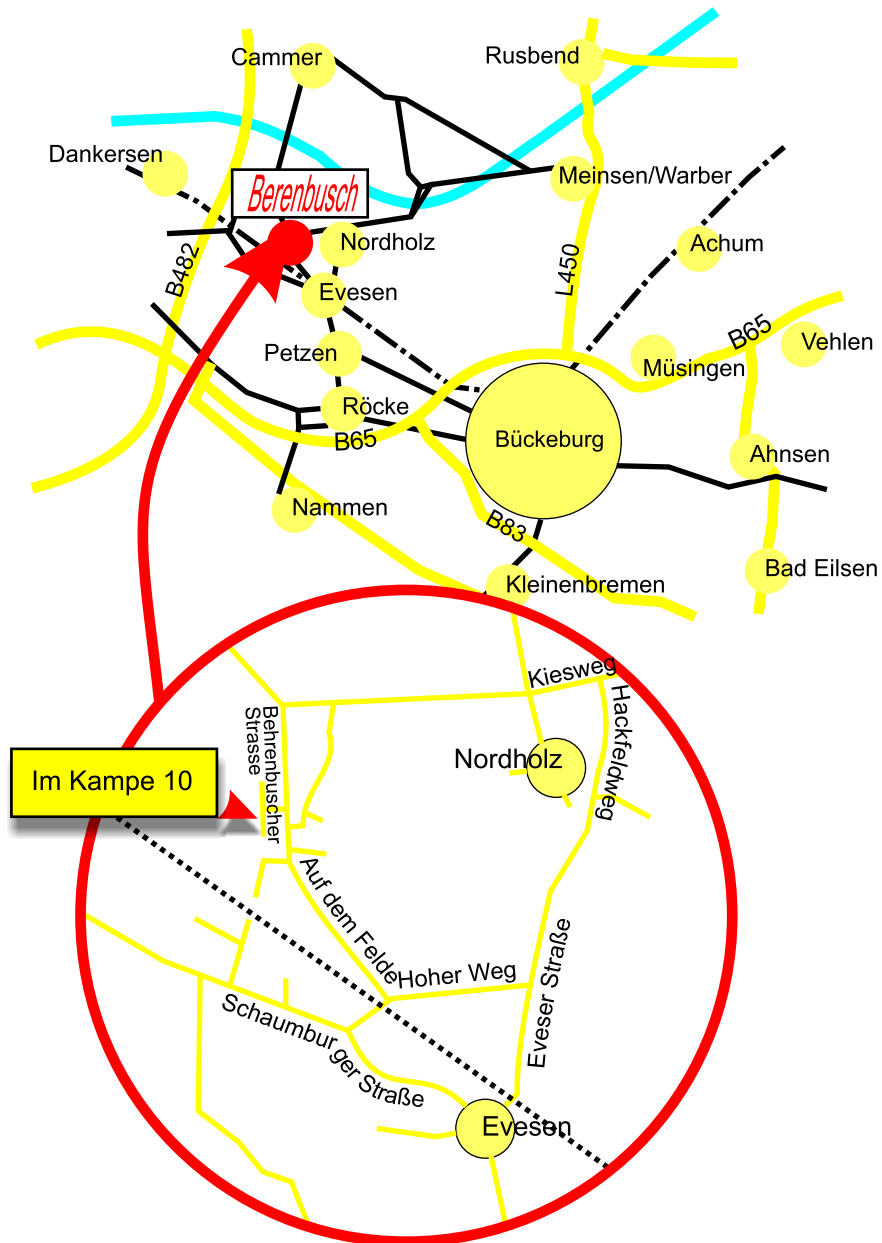 Cammer
Rusbend
Dankersen
Berenbusch
Meinsen/Warber
Nordholz
Achum
B482
L450
Evesen
B65
Vehlen
Petzen
Müsingen
Röcke
B65
Bückeburg
Ahnsen
Nammen
B83
Bad Eilsen
Kleinenbremen
Kiesweg
Hackfeldweg
Behrenbuscher
Strasse
Nordholz
Im Kampe 10
Auf dem Felde
Hoher Weg
Eveser Straße
Schaumbur ger Straße
Evesen